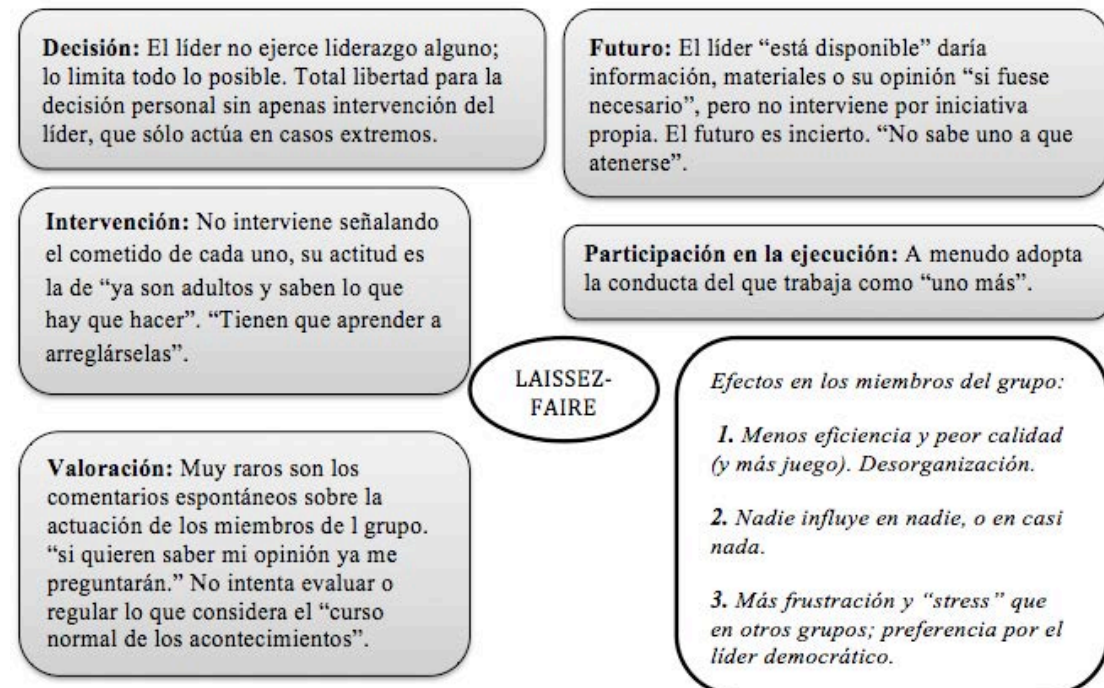 Decisión: El líder no ejerce liderazgo alguno;
lo limita todo lo posible. Total libertad para la
decisión personal sin apenas intervención del
líder, que sólo actúa en casos extremos.
Futuro: El líder “está disponible” daría
información, materiales o su opinión “si fuese
necesario”, pero no interviene por iniciativa
propia. El futuro es incierto. “No sabe uno a que
atenerse”.
Intervención: No interviene señalando
el cometido de cada uno, su actitud es
la de “ya son adultos y saben lo que
hay que hacer”. “Tienen que aprender a
arreglárselas”.
Participación en la ejecución: A menudo adopta
la conducta del que trabaja como “uno más”.
LAISSEZ-
FAIRE
Valoración: Muy raros son los
comentarios espontáneos sobre la
actuación de los miembros de l grupo.
“si quieren saber mi opinión ya me
preguntarán.” No intenta evaluar o
regular lo que considera el “curso
normal de los acontecimientos”.
Efectos en los miembros del grupo:
1. Menos eficiencia y peor calidad
(y más juego). Desorganización.
2. Nadie influye en nadie, o en casi
nada.
3. Más frustración y “stress” que
en otros grupos; preferencia por el
líder democrático.